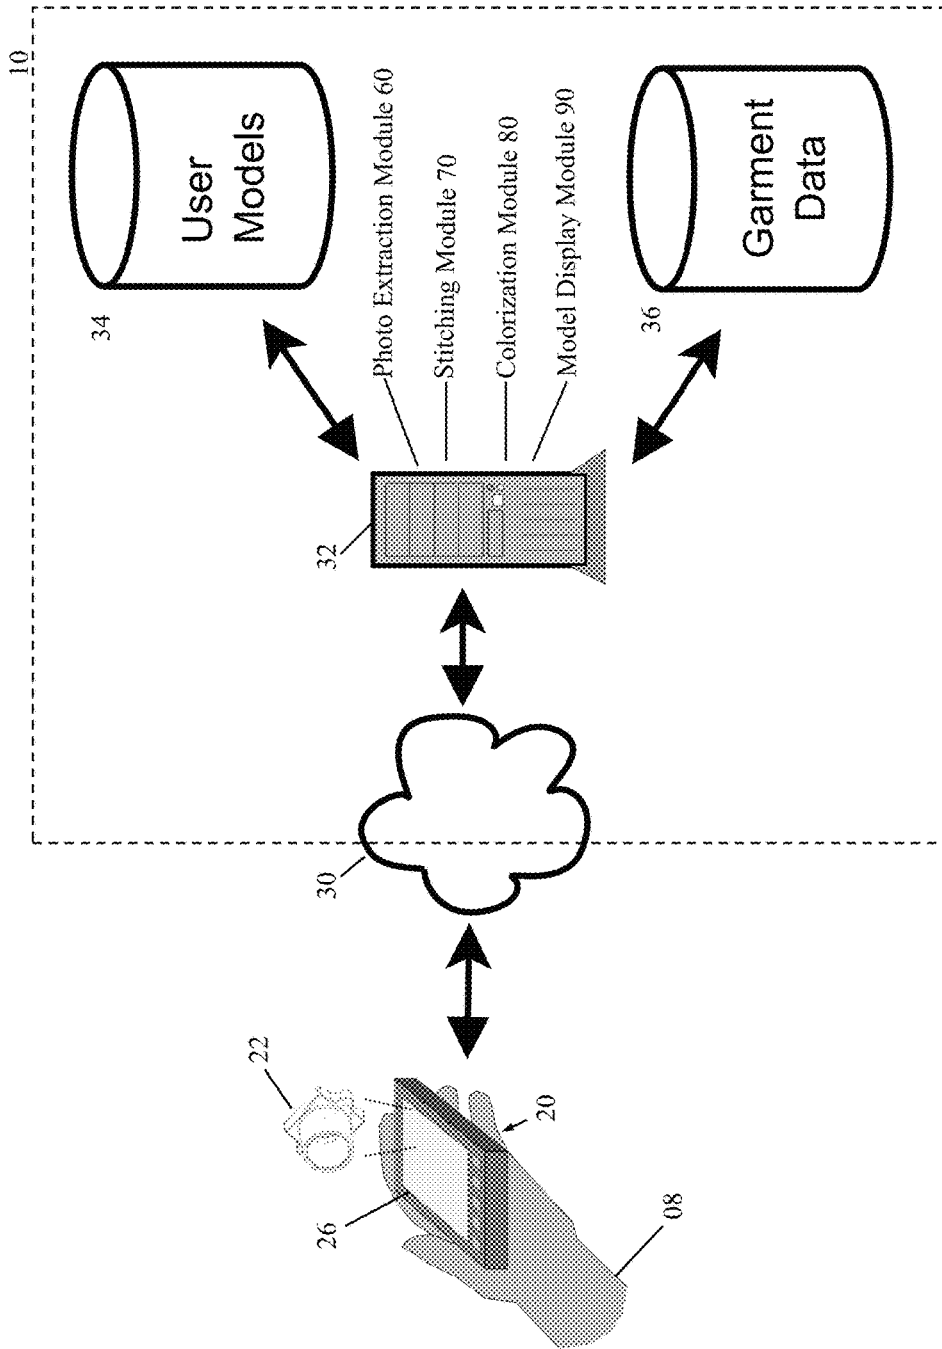 10
34
User
Models
Photo Extraction Module 60
Stitching Module 70
Colorization Module 80
Model Display Module 90
36
Garment
Data
32
30
22
26
20
08